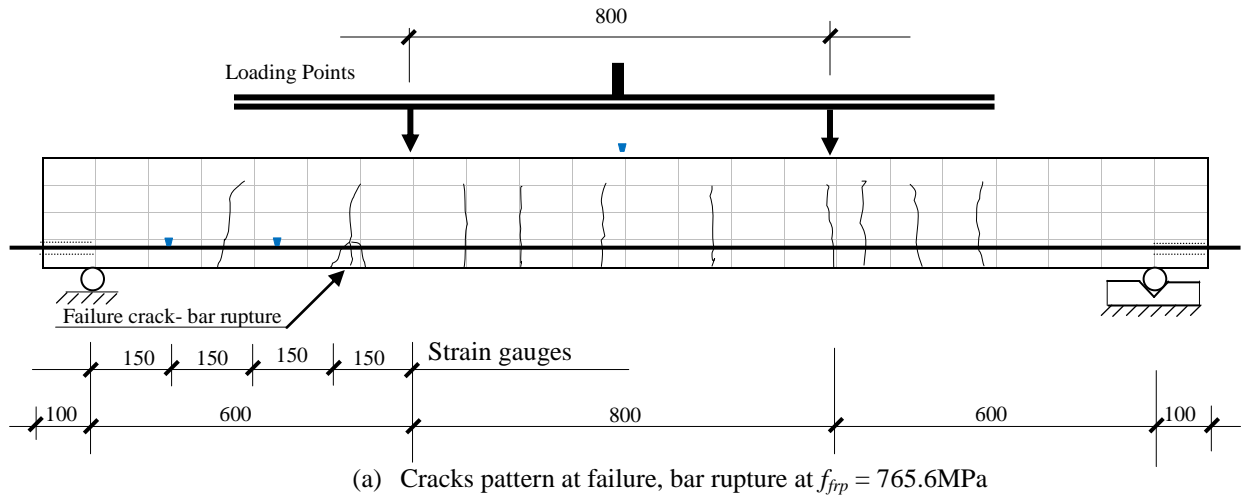 800
Loading Points
Failure crack- bar rupture
150 150 150 150 Strain gauges
100 600 800 600 100
(a) Cracks pattern at failure, bar rupture at ffrp = 765.6MPa